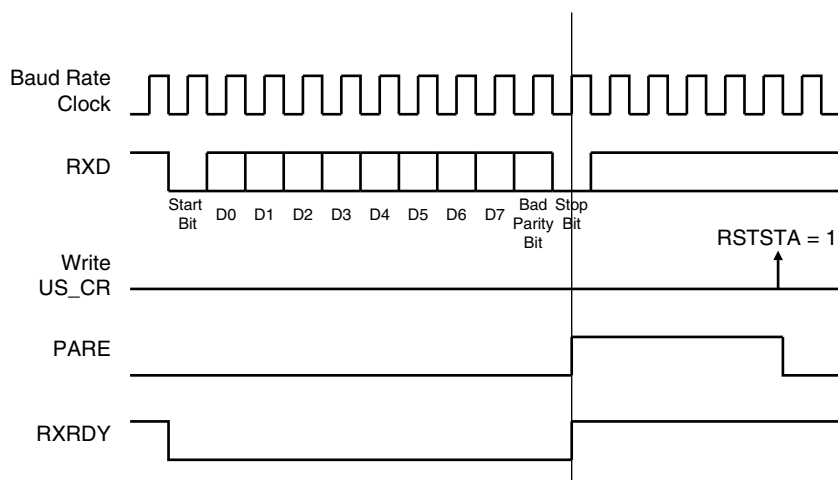 Baud Rate
Clock
RXD
Start
Bit
D0 D1 D2 D3 D4 D5 D6 D7
Bad
Parity
Bit
Stop
Bit
RSTSTA = 1
Write
US_CR
PARE
RXRDY